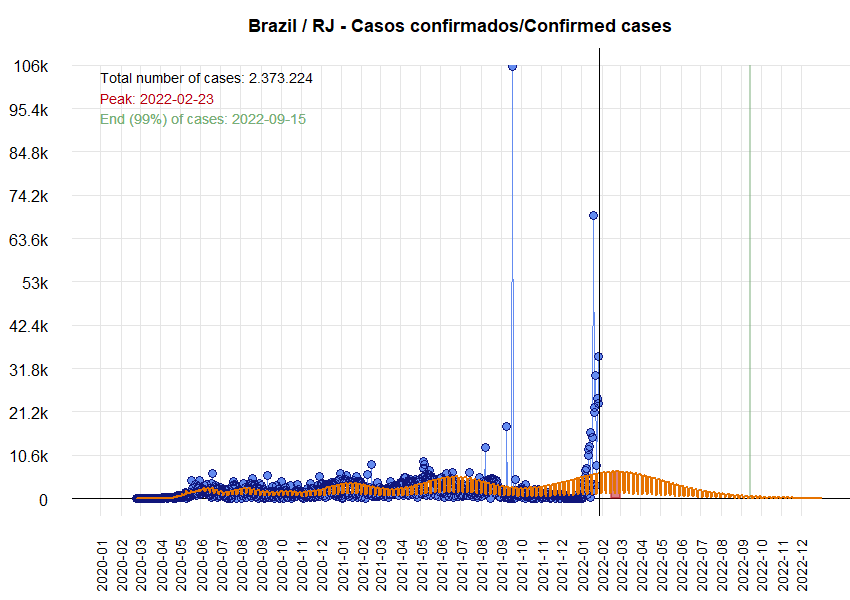 Brazil / RJ - Casos confirmados/Confirmed cases
106k
Total number of cases: 2.373.224
Peak: 2022-02-23
End (99%) of cases: 2022-09-15
95.4k
84.8k
74.2k
63.6k
53k
42.4k
31.8k
21.2k
10.6k
0
2020-01
2020-02
2020-03
2020-04
2020-05
2020-06
2020-07
2020-08
2020-09
2020-10
2020-11
2020-12
2021-01
2021-02
2021-03
2021-04
2021-05
2021-06
2021-07
2021-08
2021-09
2021-10
2021-11
2021-12
2022-01
2022-02
2022-03
2022-04
2022-05
2022-06
2022-07
2022-08
2022-09
2022-10
2022-11
2022-12